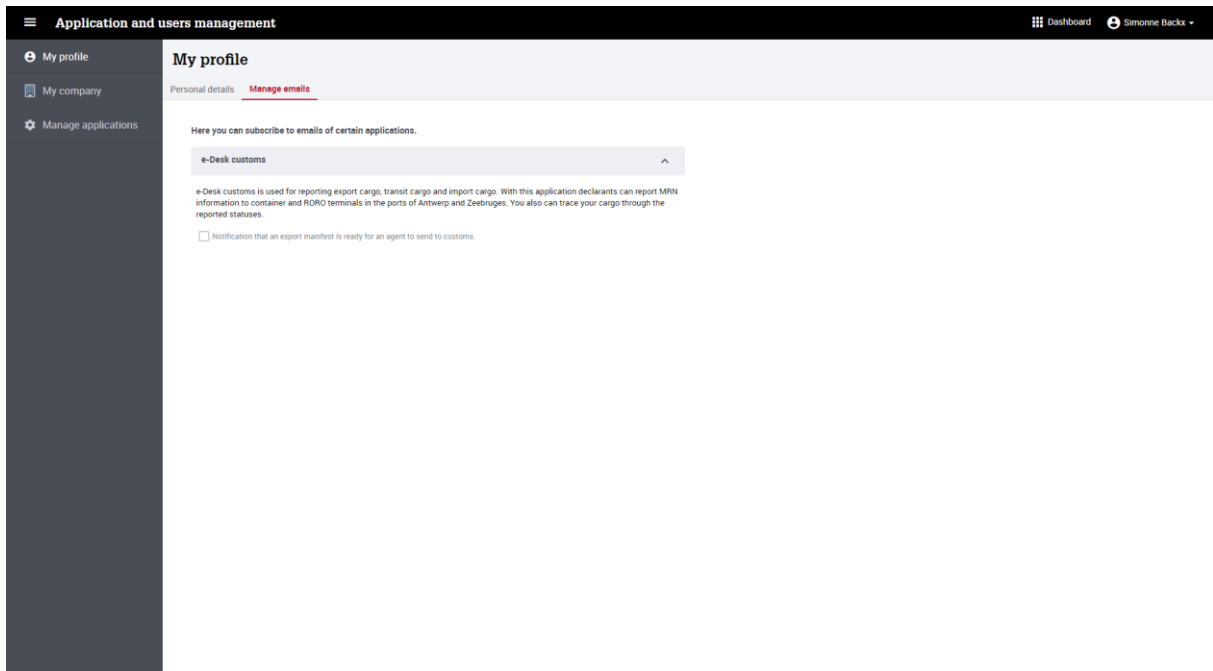 Application and users management
Dashboard
Simonne Backx
My profile
My company
Manage applications
My profile
Personal details
Manage emails
Here you can subscribe to emails of certain applications.
e-Desk customs
e-Desk customs is used for reporting export cargo, transit cargo and import cargo. With this application declarants can report MRN
information to container and RORO terminals in the ports of Antwerp and Zeebruges. You also can trace your cargo through the
reported statuses.
Notification that an export manifest is ready for an agent to send to customs.